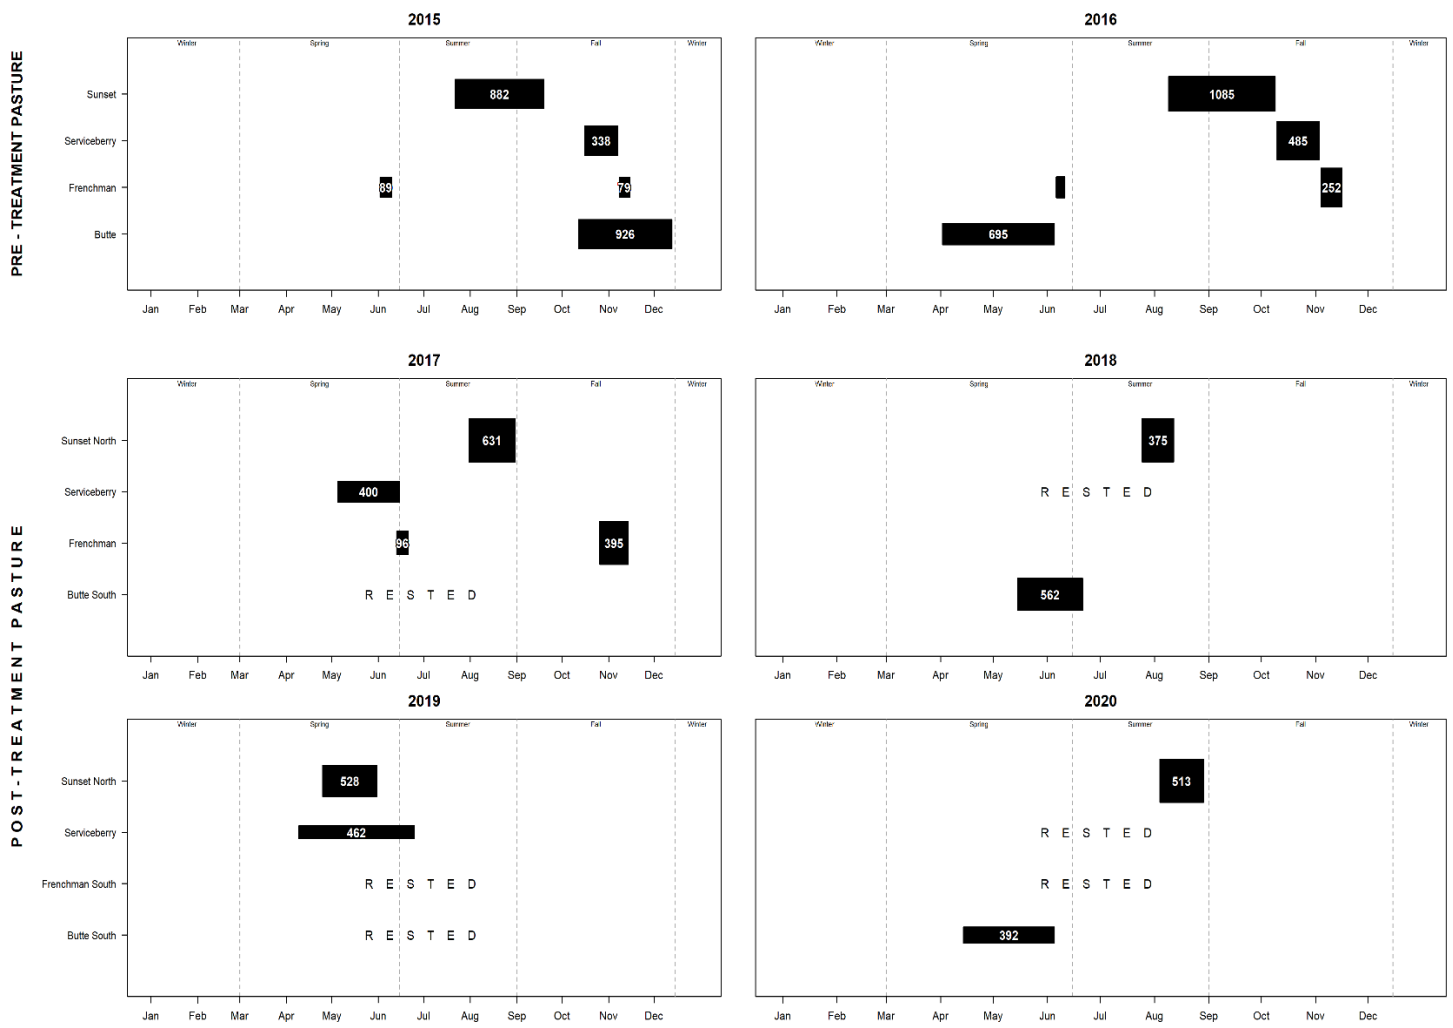 2015
Winter Spring Summer Fall Winter
PRE - TREATMENT PASTURE
Sunset 882
Serviceberry 338
Frenchman 89 79
Butte 926
Jan Feb Mar Apr May Jun Jul Aug Sep Oct Nov Dec
2016
Winter Spring Summer Fall Winter
1085
485
252
695
Jan Feb Mar Apr May Jun Jul Aug Sep Oct Nov Dec
POST-TREATMENT PASTURE
2017
Winter Spring Summer Fall Winter
Sunset North 631
Serviceberry 400
Frenchman 96 395
Butte South R E S T E D
Jan Feb Mar Apr May Jun Jul Aug Sep Oct Nov Dec
2018
Winter Spring Summer Fall Winter
375
R E S T E D
562
Jan Feb Mar Apr May Jun Jul Aug Sep Oct Nov Dec
2019
Winter Spring Summer Fall Winter
Sunset North 528
Serviceberry 462
Frenchman South R E S T E D
Butte South R E S T E D
Jan Feb Mar Apr May Jun Jul Aug Sep Oct Nov Dec
2020
Winter Spring Summer Fall Winter
513
R E S T E D
R E S T E D
392
Jan Feb Mar Apr May Jun Jul Aug Sep Oct Nov Dec